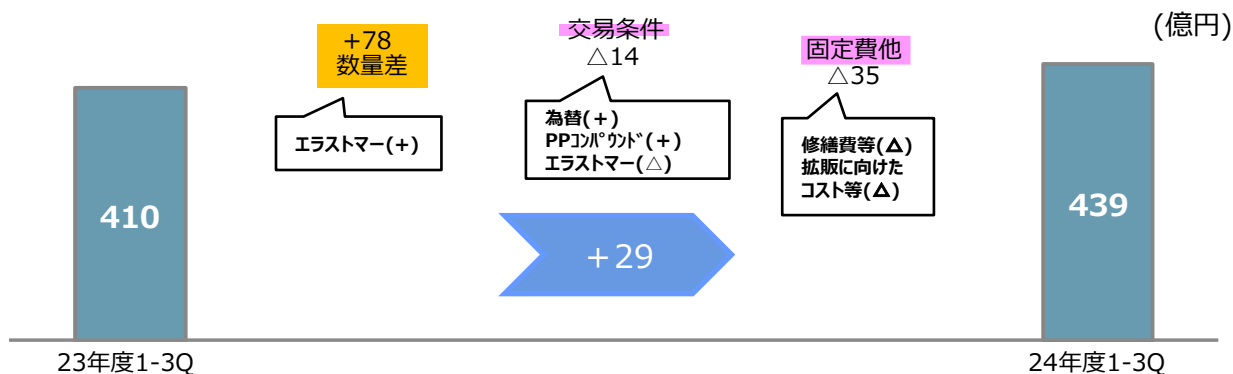 (億円)
+78
数量差
交易条件
△14
固定費他
△35
エラストマー(+)
為替(+)
PPｺﾝﾊﾟｳﾝﾄﾞ(+)
エラストマー(△)
修繕費等(△)
拡販に向けた
コスト等(△)
410
+29
439
23年度1-3Q
24年度1-3Q